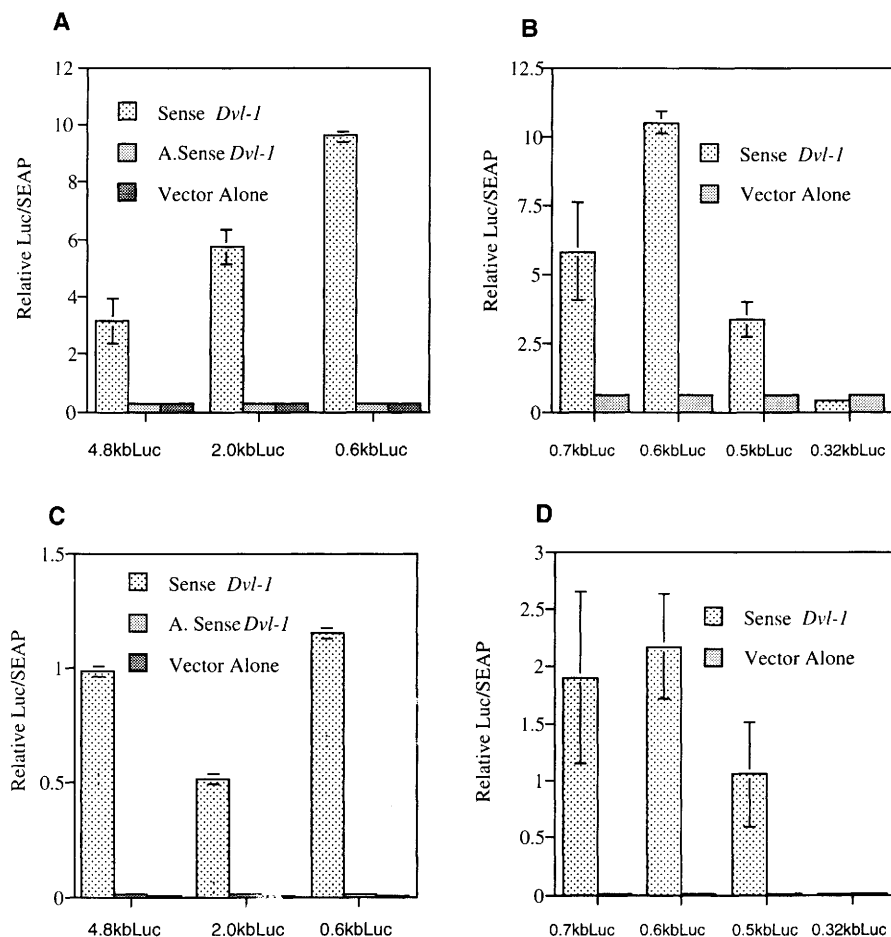 A
12
10
8
6
4
2
0
Relative Luc/SEAP
Sense Dvl-1
A.Sense Dvl-1
Vector Alone
4.8kbLuc 2.0kbLuc 0.6kbLuc
B
12.5
10
7.5
5
2.5
0
Relative Luc/SEAP
Sense Dvl-1
Vector Alone
0.7kbLuc 0.6kbLuc 0.5kbLuc 0.32kbLuc
C
1.5
1
0.5
0
Relative Luc/SEAP
Sense Dvl-1
A. Sense Dvl-1
Vector Alone
4.8kbLuc 2.0kbLuc 0.6kbLuc
D
3
2.5
2
1.5
1
0.5
0
Relative Luc/SEAP
Sense Dvl-1
Vector Alone
0.7kbLuc 0.6kbLuc 0.5kbLuc 0.32kbLuc